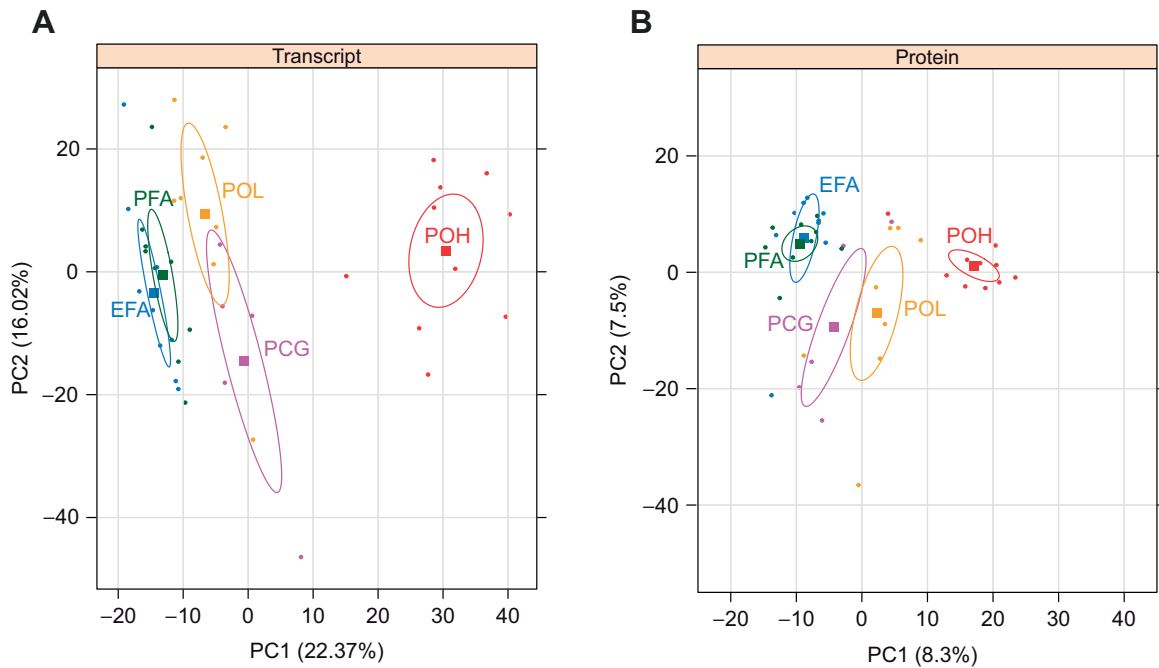 A
Transcript
20
0
–20
–40
PC2 (16.02%)
PFA
POL
POH
EFA
PCG
–20 –10 0 10 20 30 40
PC1 (22.37%)
B
Protein
20
0
–20
–40
PC2 (7.5%)
EFA
POH
PFA
PCG
POL
–20 –10 0 10 20 30 40
PC1 (8.3%)